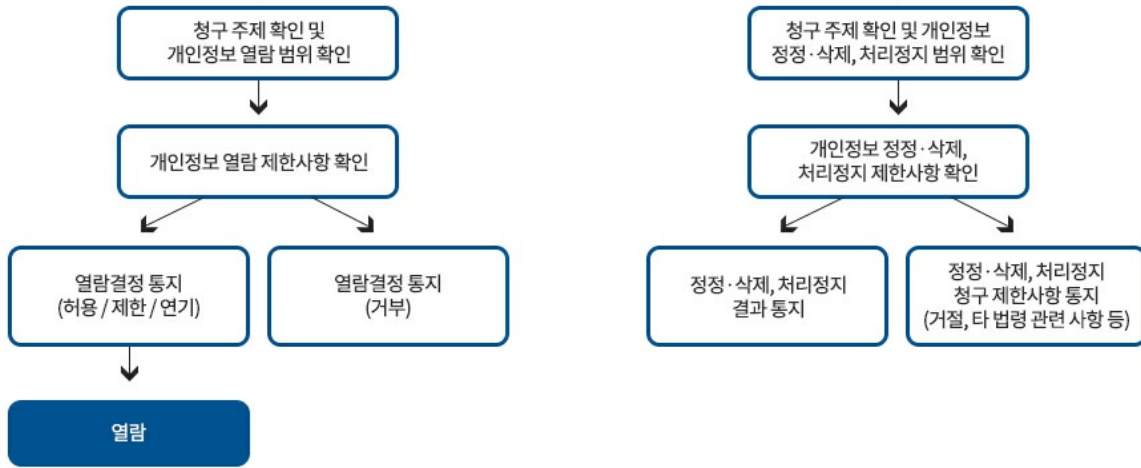 청구 주제 확인 및
개인정보 열람 범위 확인
개인정보 열람 제한사항 확인
열람결정 통지
(허용 / 제한 / 연기)
열람결정 통지
(거부)
열람
청구 주제 확인 및 개인정보
정정·삭제, 처리정지 범위 확인
개인정보 정정·삭제,
처리정지 제한사항 확인
정정·삭제, 처리정지
결과 통지
정정·삭제, 처리정지
청구 제한사항 통지
(거절, 타 법령 관련 사항 등)